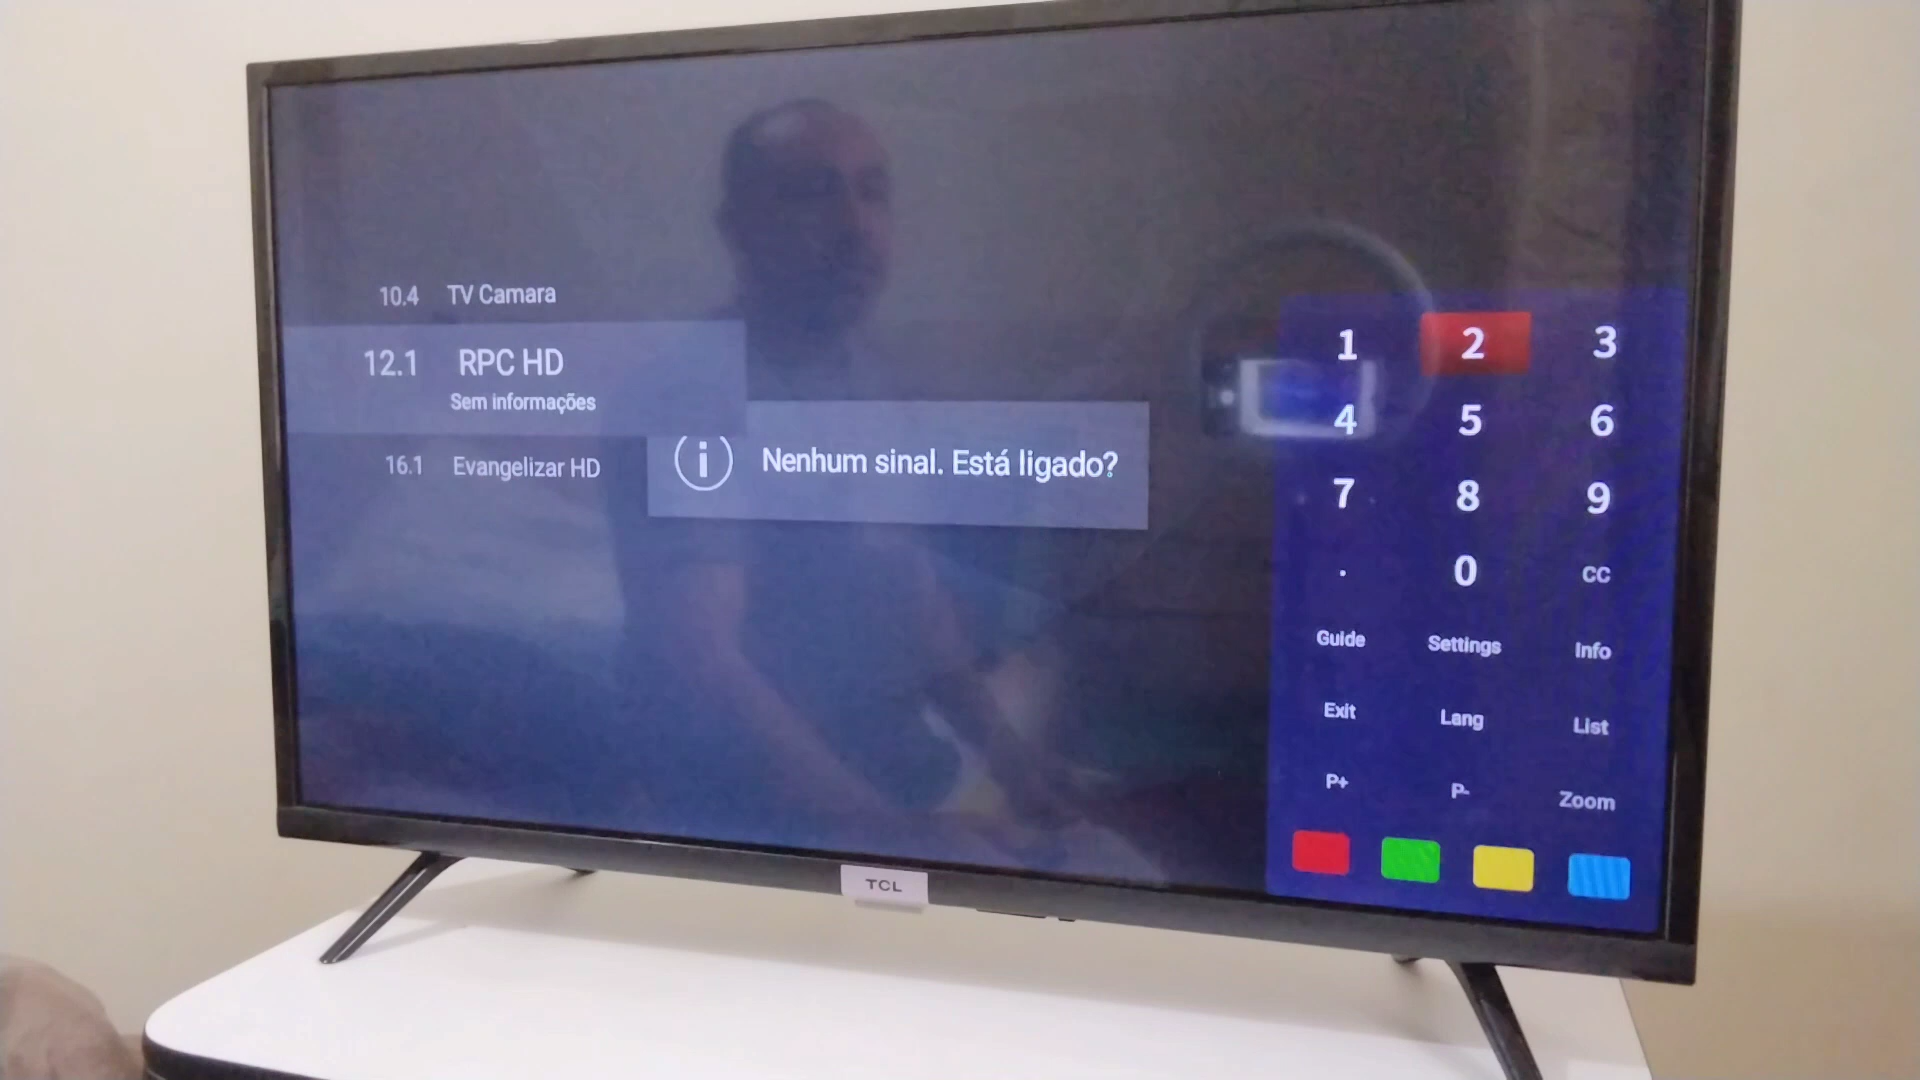 10.4 TV Camara
12.1 RPC HD
Sem informações
16.1 Evangelizar HD
Nenhum sinal. Está ligado?
1 2 3
4 5 6
7 8 9
. 0 CC
Guide Settings Info
Exit Lang List
P+ P- Zoom
TCL